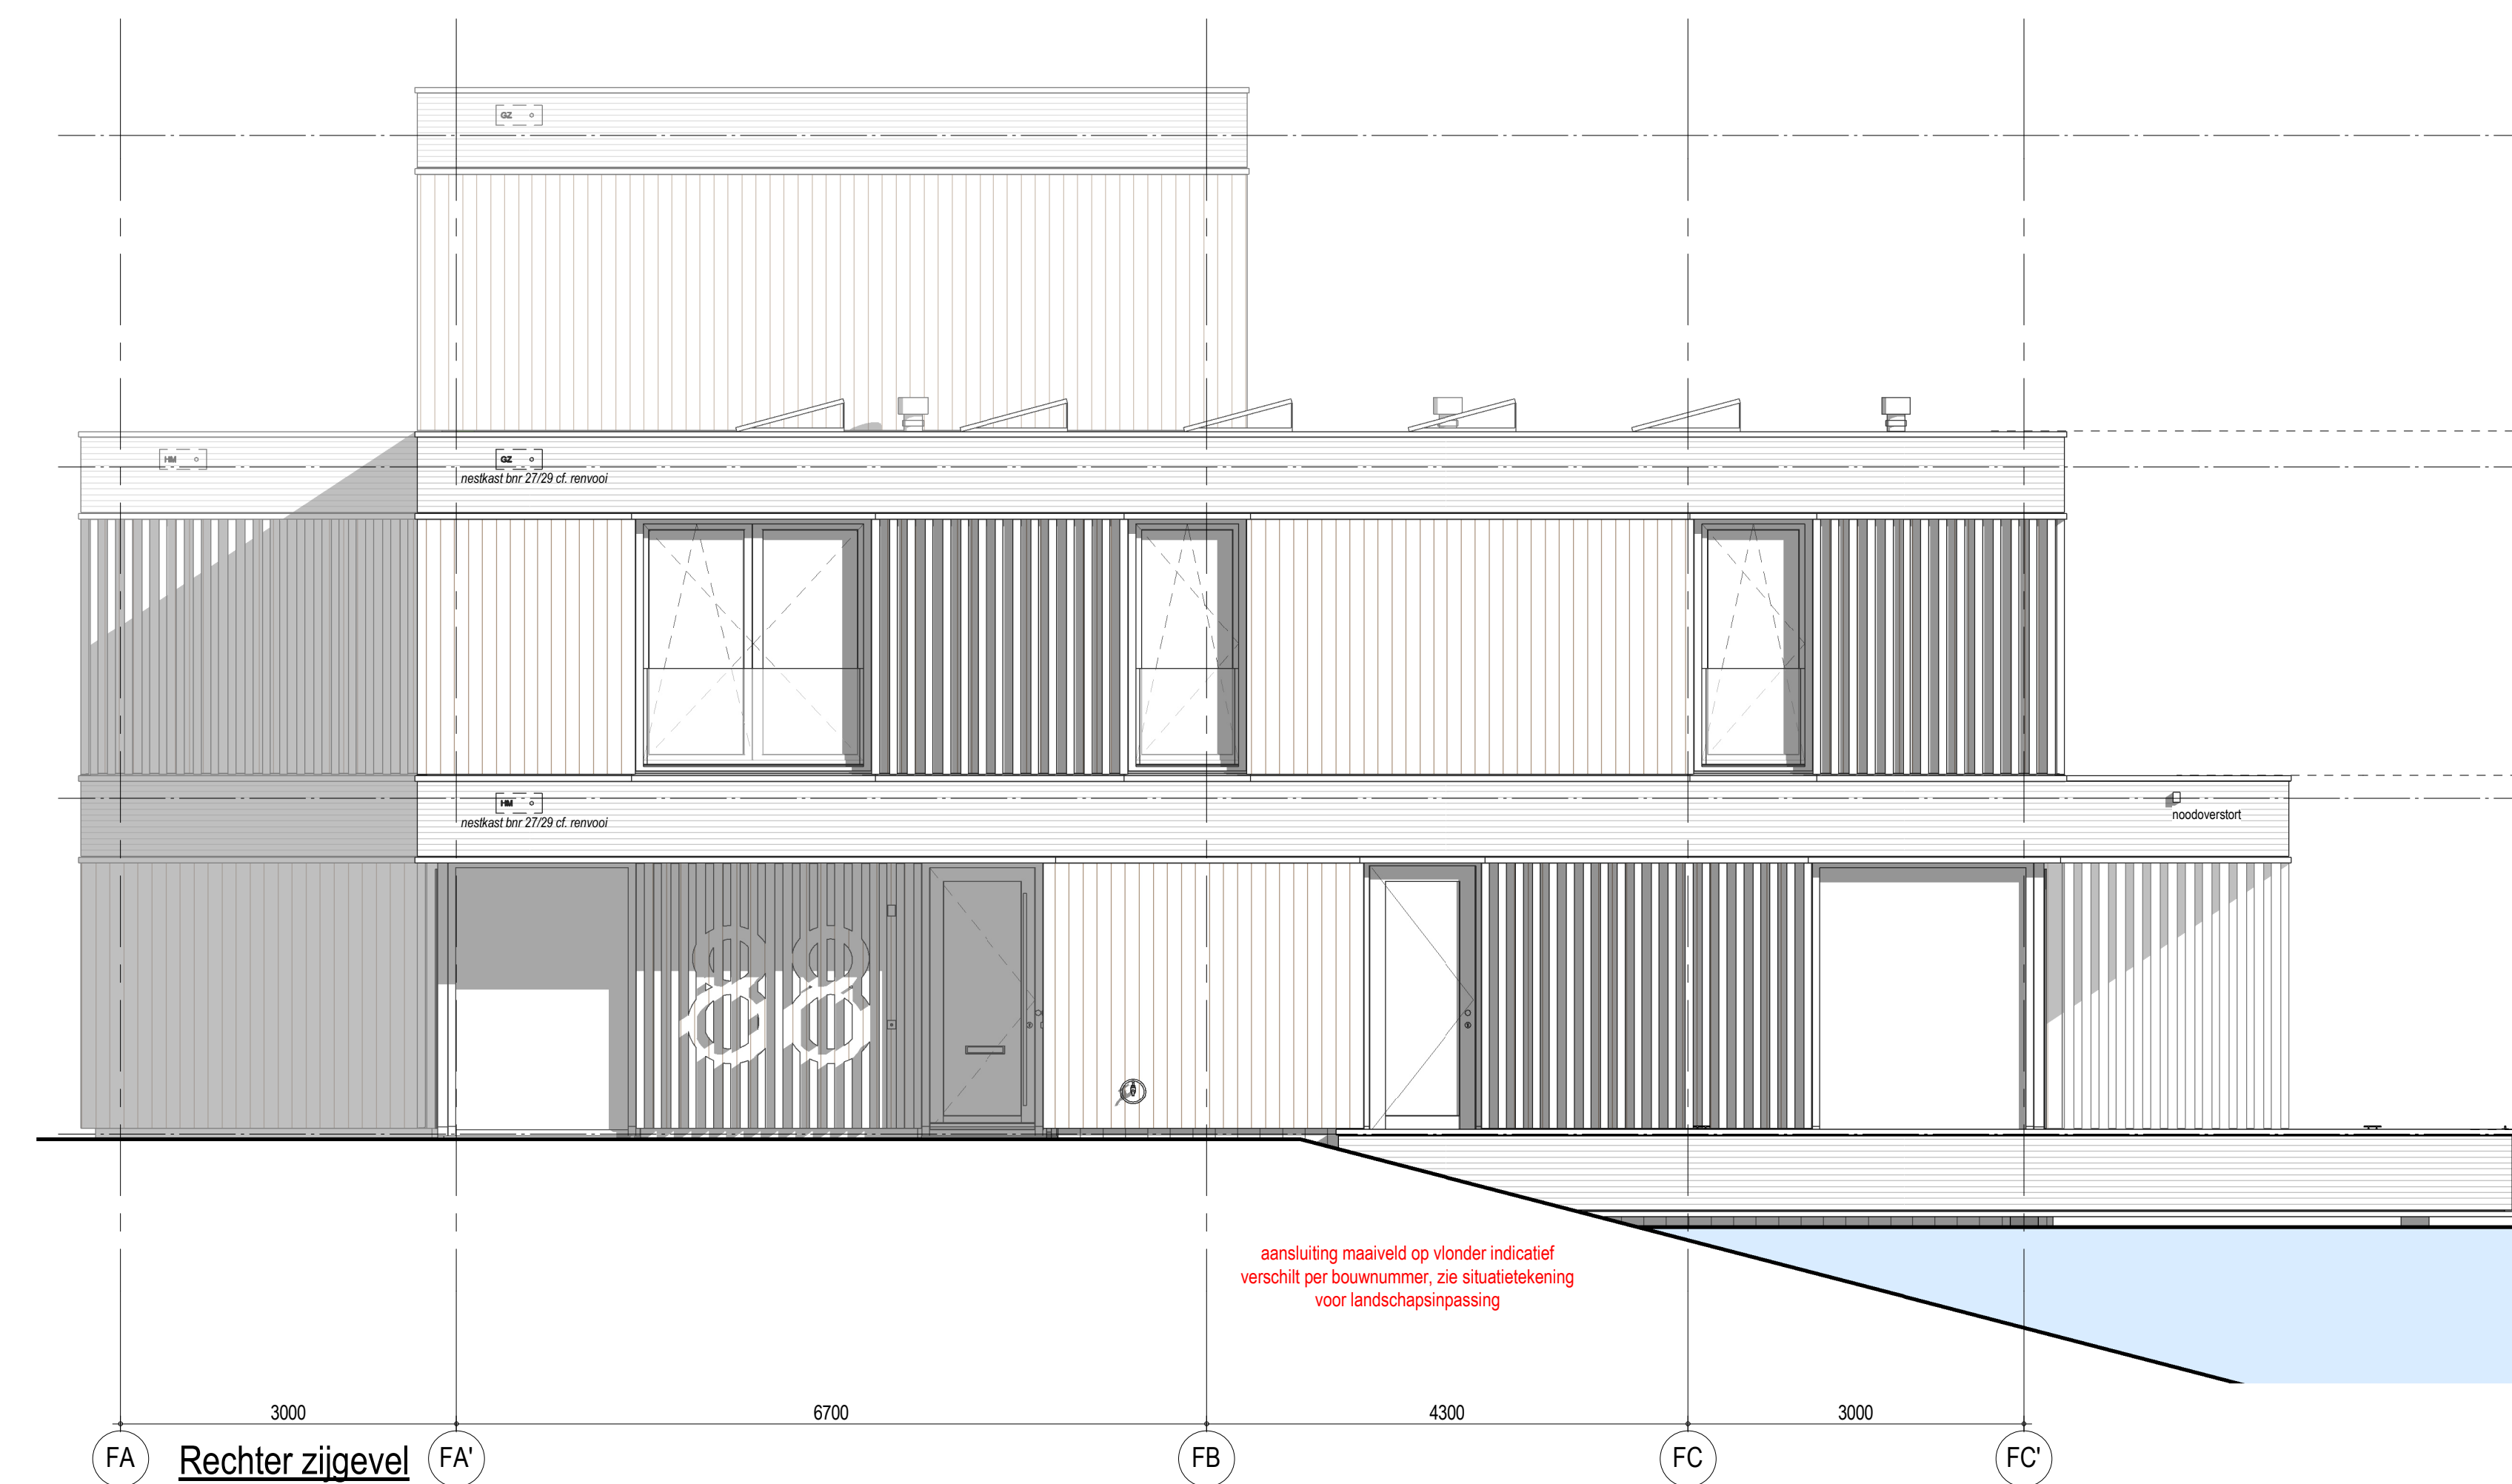 GZ
HM
GZ
nestkast bnr 27/29 cf. renvooi
HM
nestkast bnr 27/29 cf. renvooi
noodoverstort
88
aansluiting maaiveld op vlonder indicatief
verschilt per bouwnummer, zie situatietekening
voor landschapsinpassing
3000
6700
4300
3000
FA
Rechter zijgevel
FA'
FB
FC
FC'